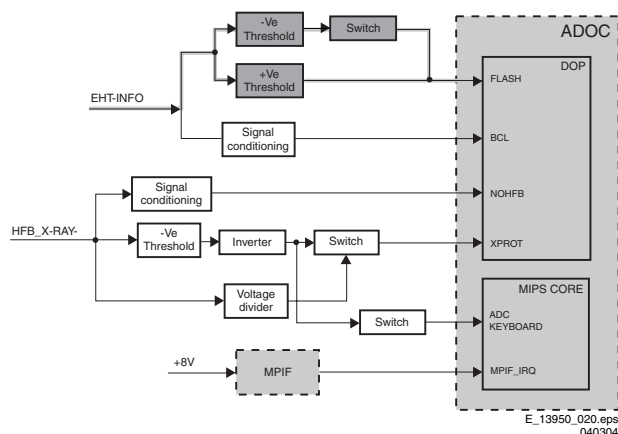 ADOC
DOP
-Ve
Threshold
Switch
+Ve
Threshold
FLASH
EHT-INFO
Signal
conditioning
BCL
Signal
conditioning
NOHFB
HFB_X-RAY-
-Ve
Threshold
Inverter
Switch
XPROT
Voltage
divider
MIPS CORE
Switch
ADC
KEYBOARD
+8V
MPIF
MPIF_IRQ
E_13950_020.eps
040304